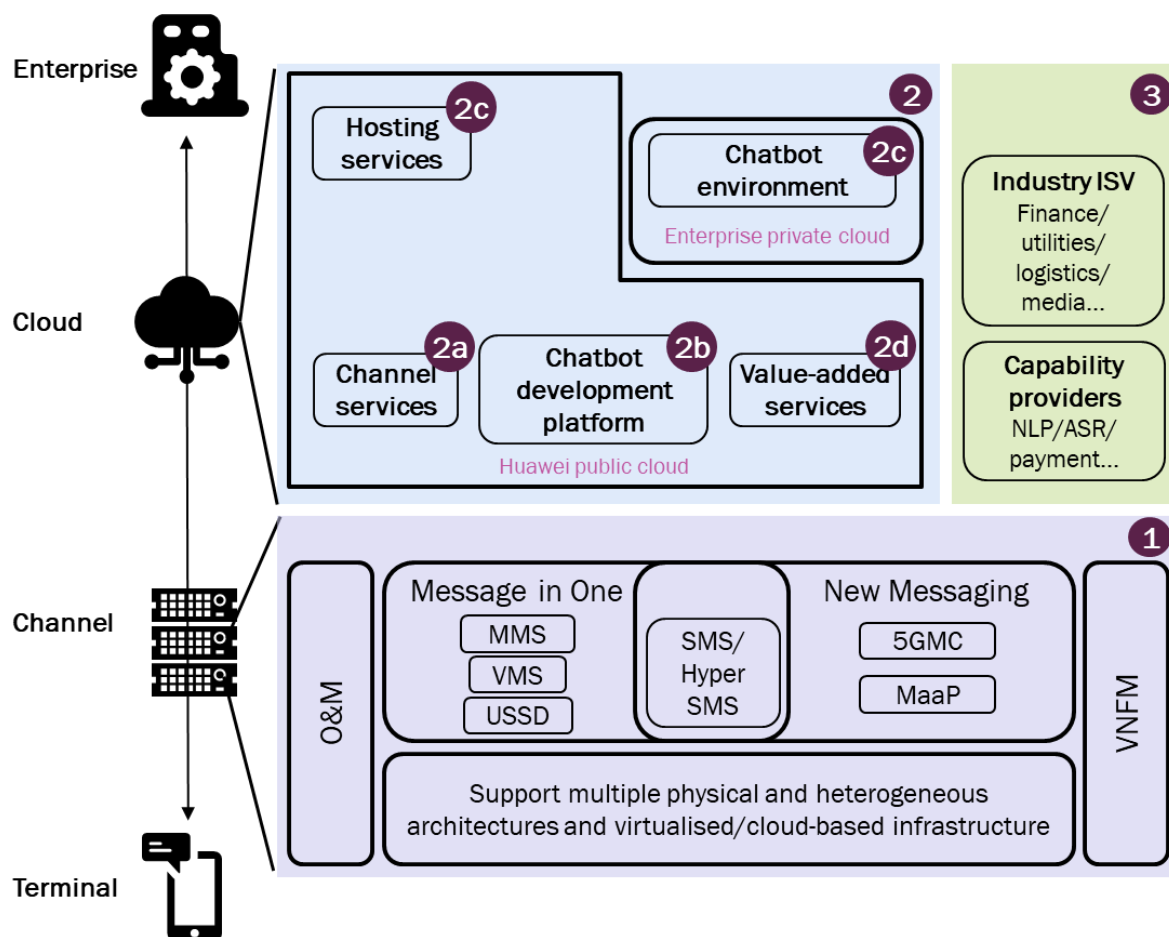 Enterprise
2
3
2c
Hosting
services
2c
Chatbot
environment
Enterprise private cloud
Industry ISV
Finance/
utilities/
logistics/
media...
Cloud
2a
Channel
services
2b
Chatbot
development
platform
2d
Value-added
services
Huawei public cloud
Capability
providers
NLP/ASR/
payment...
1
Channel
O&M
Message in One
MMS
VMS
USSD
SMS/
Hyper
SMS
New Messaging
5GMC
MaaP
VNFM
Support multiple physical and heterogeneous
architectures and virtualised/cloud-based infrastructure
Terminal